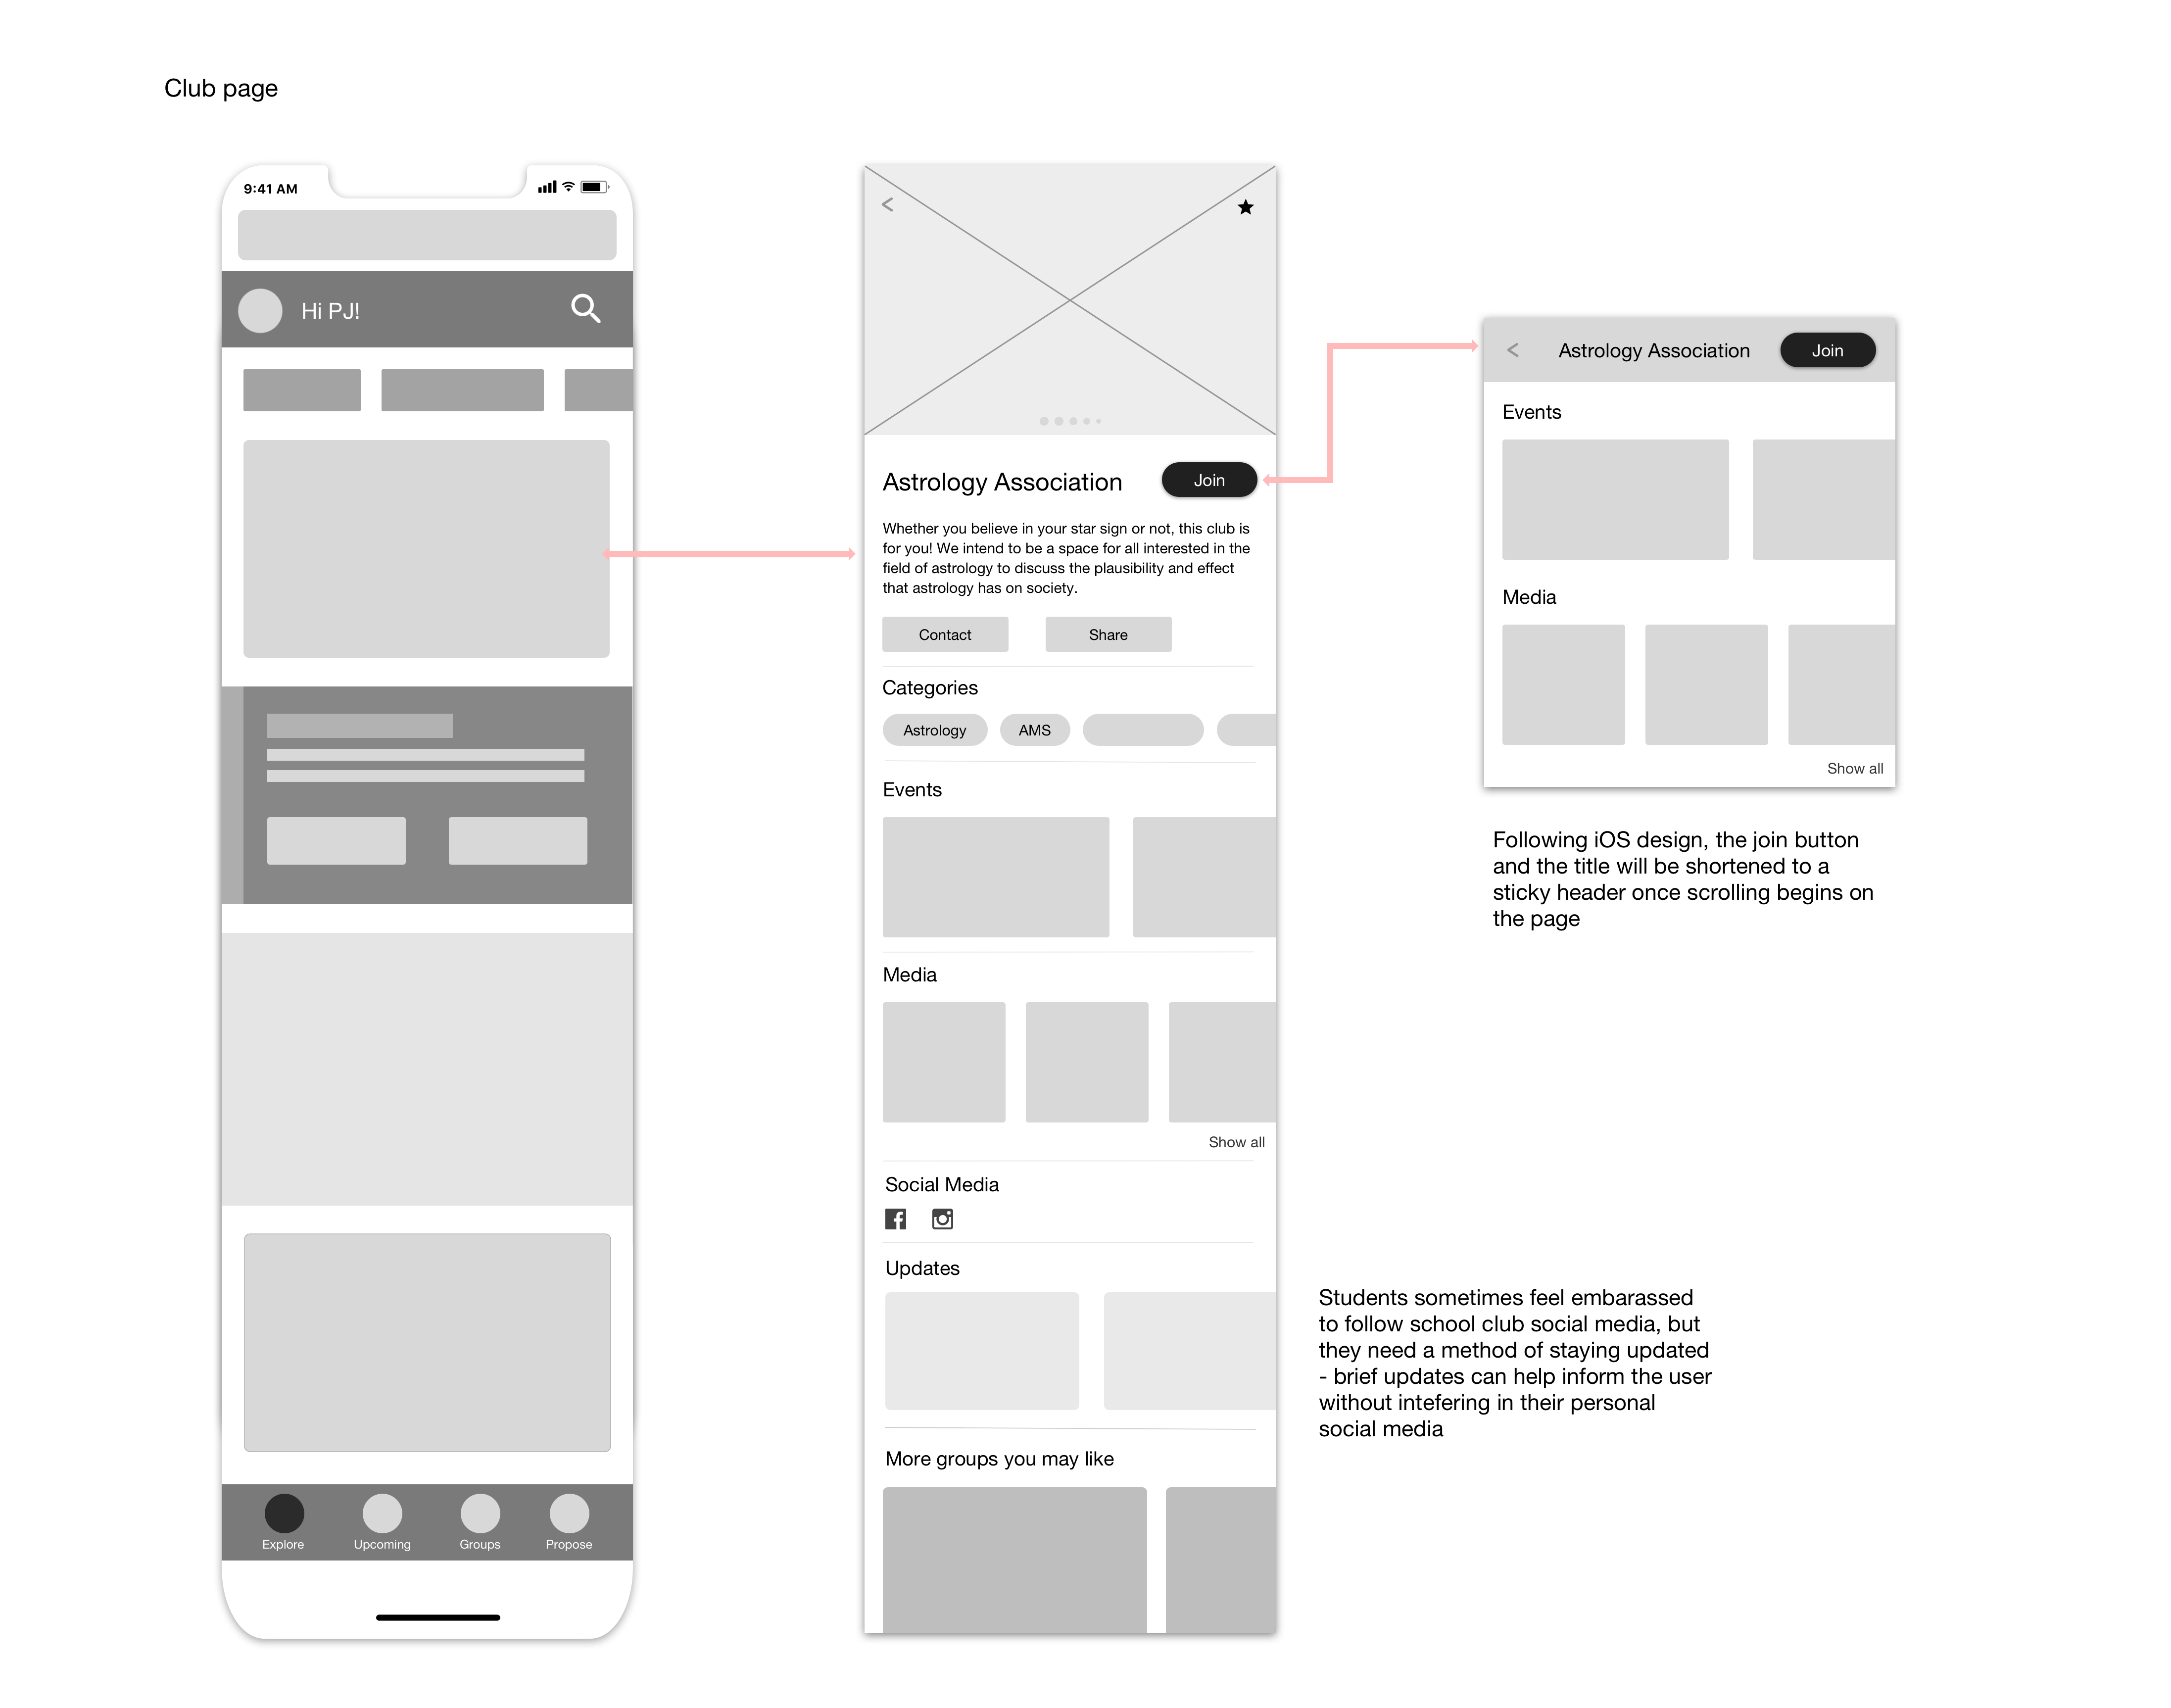 Club page
9:41 AM
Hi PJ!
Explore
Upcoming
Groups
Propose
Astrology Association
Join
Whether you believe in your star sign or not, this club is
for you! We intend to be a space for all interested in the
field of astrology to discuss the plausibility and effect
that astrology has on society.
Contact
Share
Categories
Astrology
AMS
Events
Media
Show all
Social Media
Updates
More groups you may like
Astrology Association
Join
Events
Media
Show all
Following iOS design, the join button
and the title will be shortened to a
sticky header once scrolling begins on
the page
Students sometimes feel embarassed
to follow school club social media, but
they need a method of staying updated
- brief updates can help inform the user
without intefering in their personal
social media